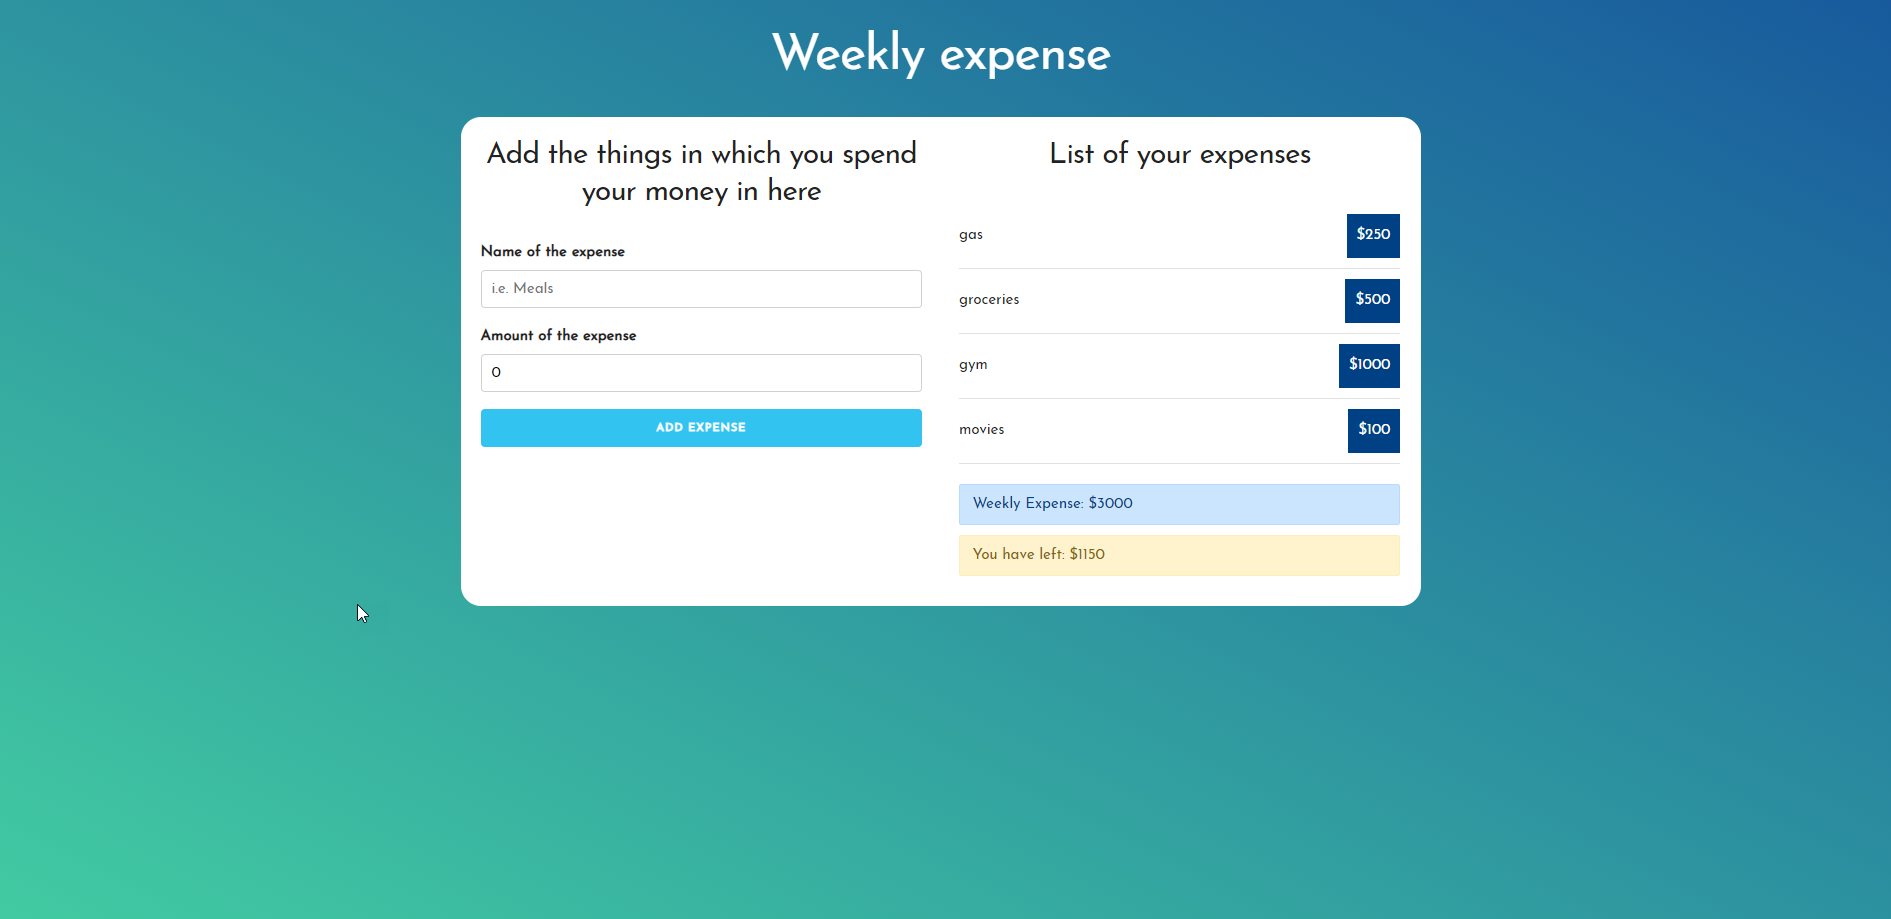 Weekly expense
Add the things in which you spend
your money in here
Name of the expense
i.e. Meals
Amount of the expense
0
ADD EXPENSE
List of your expenses
gas $250
groceries $500
gym $1000
movies $100
Weekly Expense: $3000
You have left: $1150